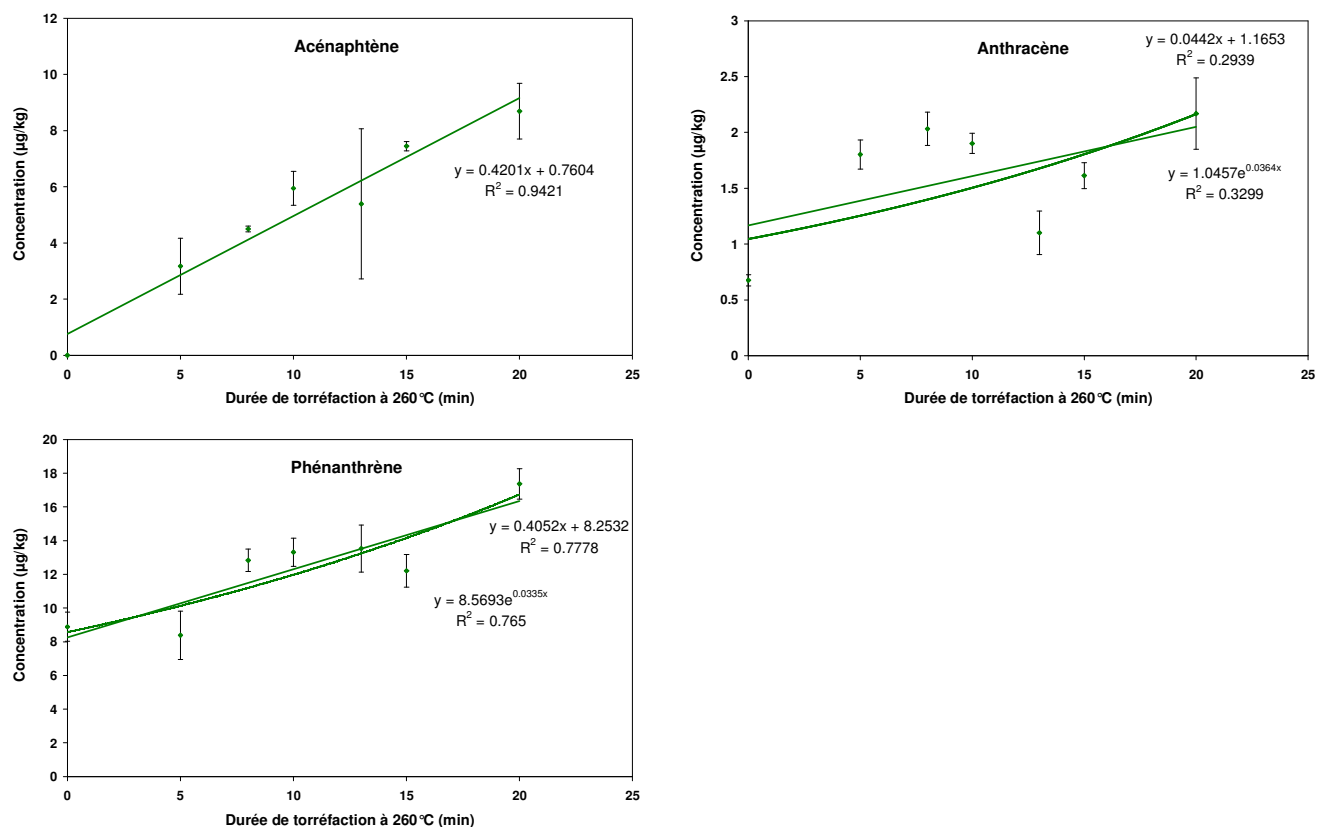 Acénaphtène
Concentration (µg/kg)
12
10
8
6
4
2
0
y = 0.4201x + 0.7604
R² = 0.9421
0 5 10 15 20 25
Durée de torréfaction à 260°C (min)
Anthracène
Concentration (µg/kg)
3
2.5
2
1.5
1
0.5
0
y = 0.0442x + 1.1653
R² = 0.2939
y = 1.0457e^0.0364x
R² = 0.3299
0 5 10 15 20 25
Durée de torréfaction à 260°C (min)
Phénanthrène
Concentration (µg/kg)
20
18
16
14
12
10
8
6
4
2
0
y = 0.4052x + 8.2532
R² = 0.7778
y = 8.5693e^0.0335x
R² = 0.765
0 5 10 15 20 25
Durée de torréfaction à 260°C (min)